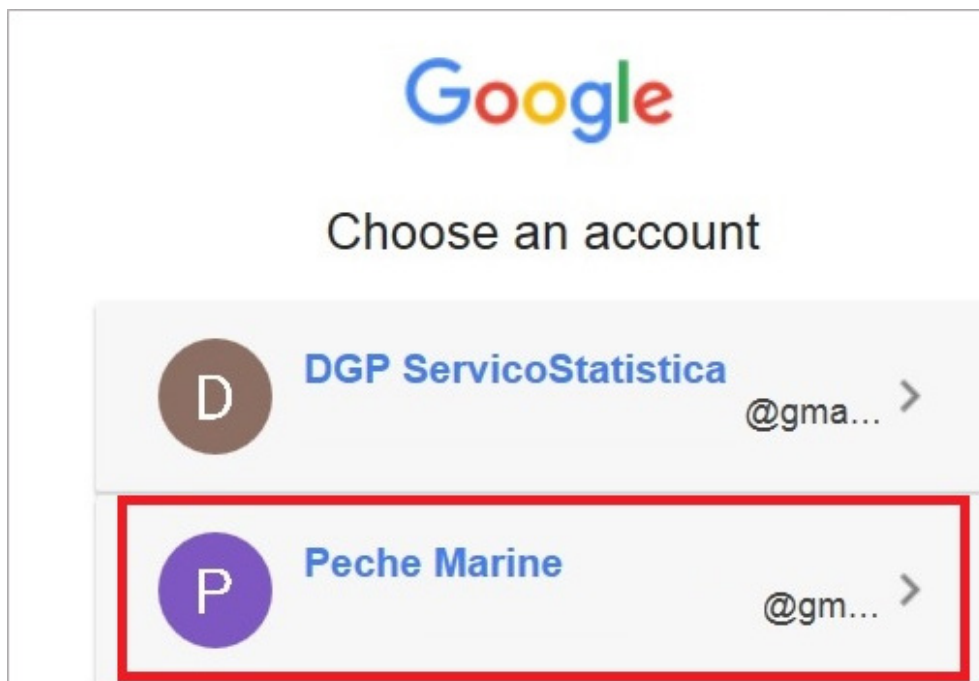 Google
Choose an account
D
DGP ServicoStatistica
@gma...
P
Peche Marine
@gm...